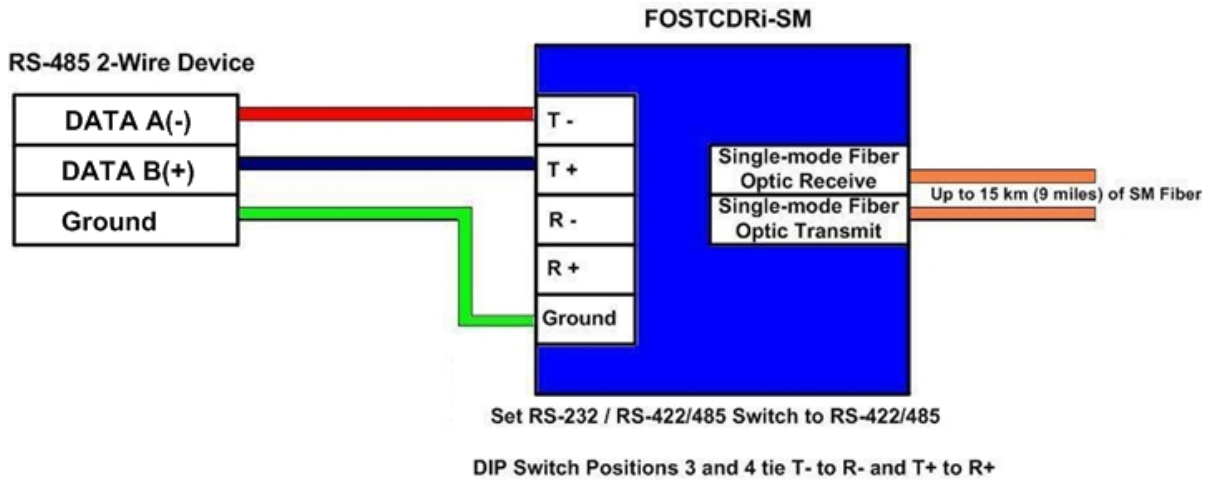 FOSTCDRi-SM
RS-485 2-Wire Device
DATA A(-)
DATA B(+)
Ground
T -
T +
R -
R +
Ground
Single-mode Fiber
Optic Receive
Single-mode Fiber
Optic Transmit
Up to 15 km (9 miles) of SM Fiber
Set RS-232 / RS-422/485 Switch to RS-422/485
DIP Switch Positions 3 and 4 tie T- to R- and T+ to R+